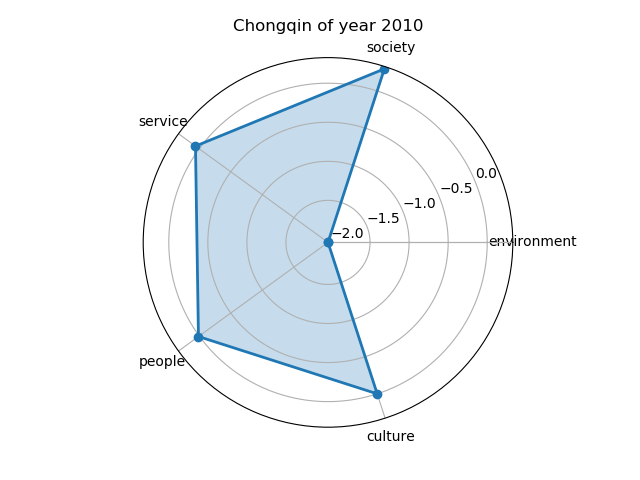 Chongqin of year 2010
society
service
0.0
−0.5
−1.0
−1.5
−2.0
environment
people
culture